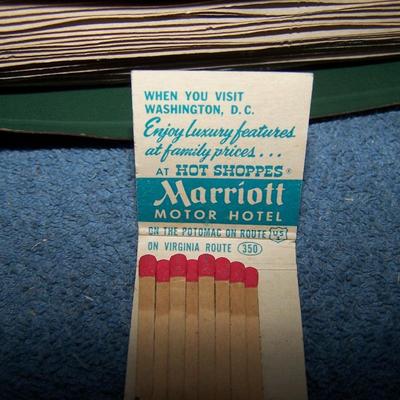 WHEN YOU VISIT
WASHINGTON, D.C.
Enjoy luxury features
at family prices...
AT HOT SHOPPES®
Marriott
MOTOR HOTEL
ON THE POTOMAC ON ROUTE US
ON VIRGINIA ROUTE 350